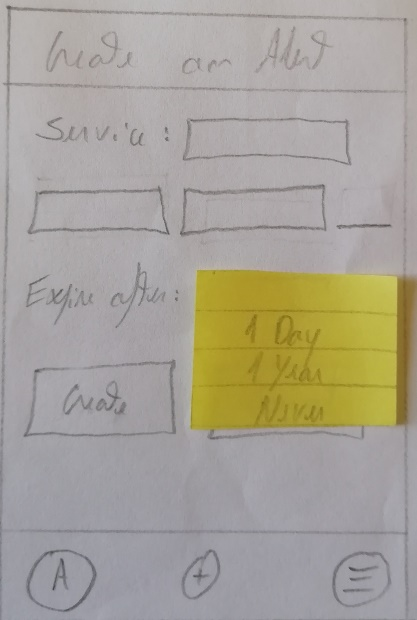 Create an Alert
Service :
Expire after:
1 Day
1 Year
Never
Create
A +